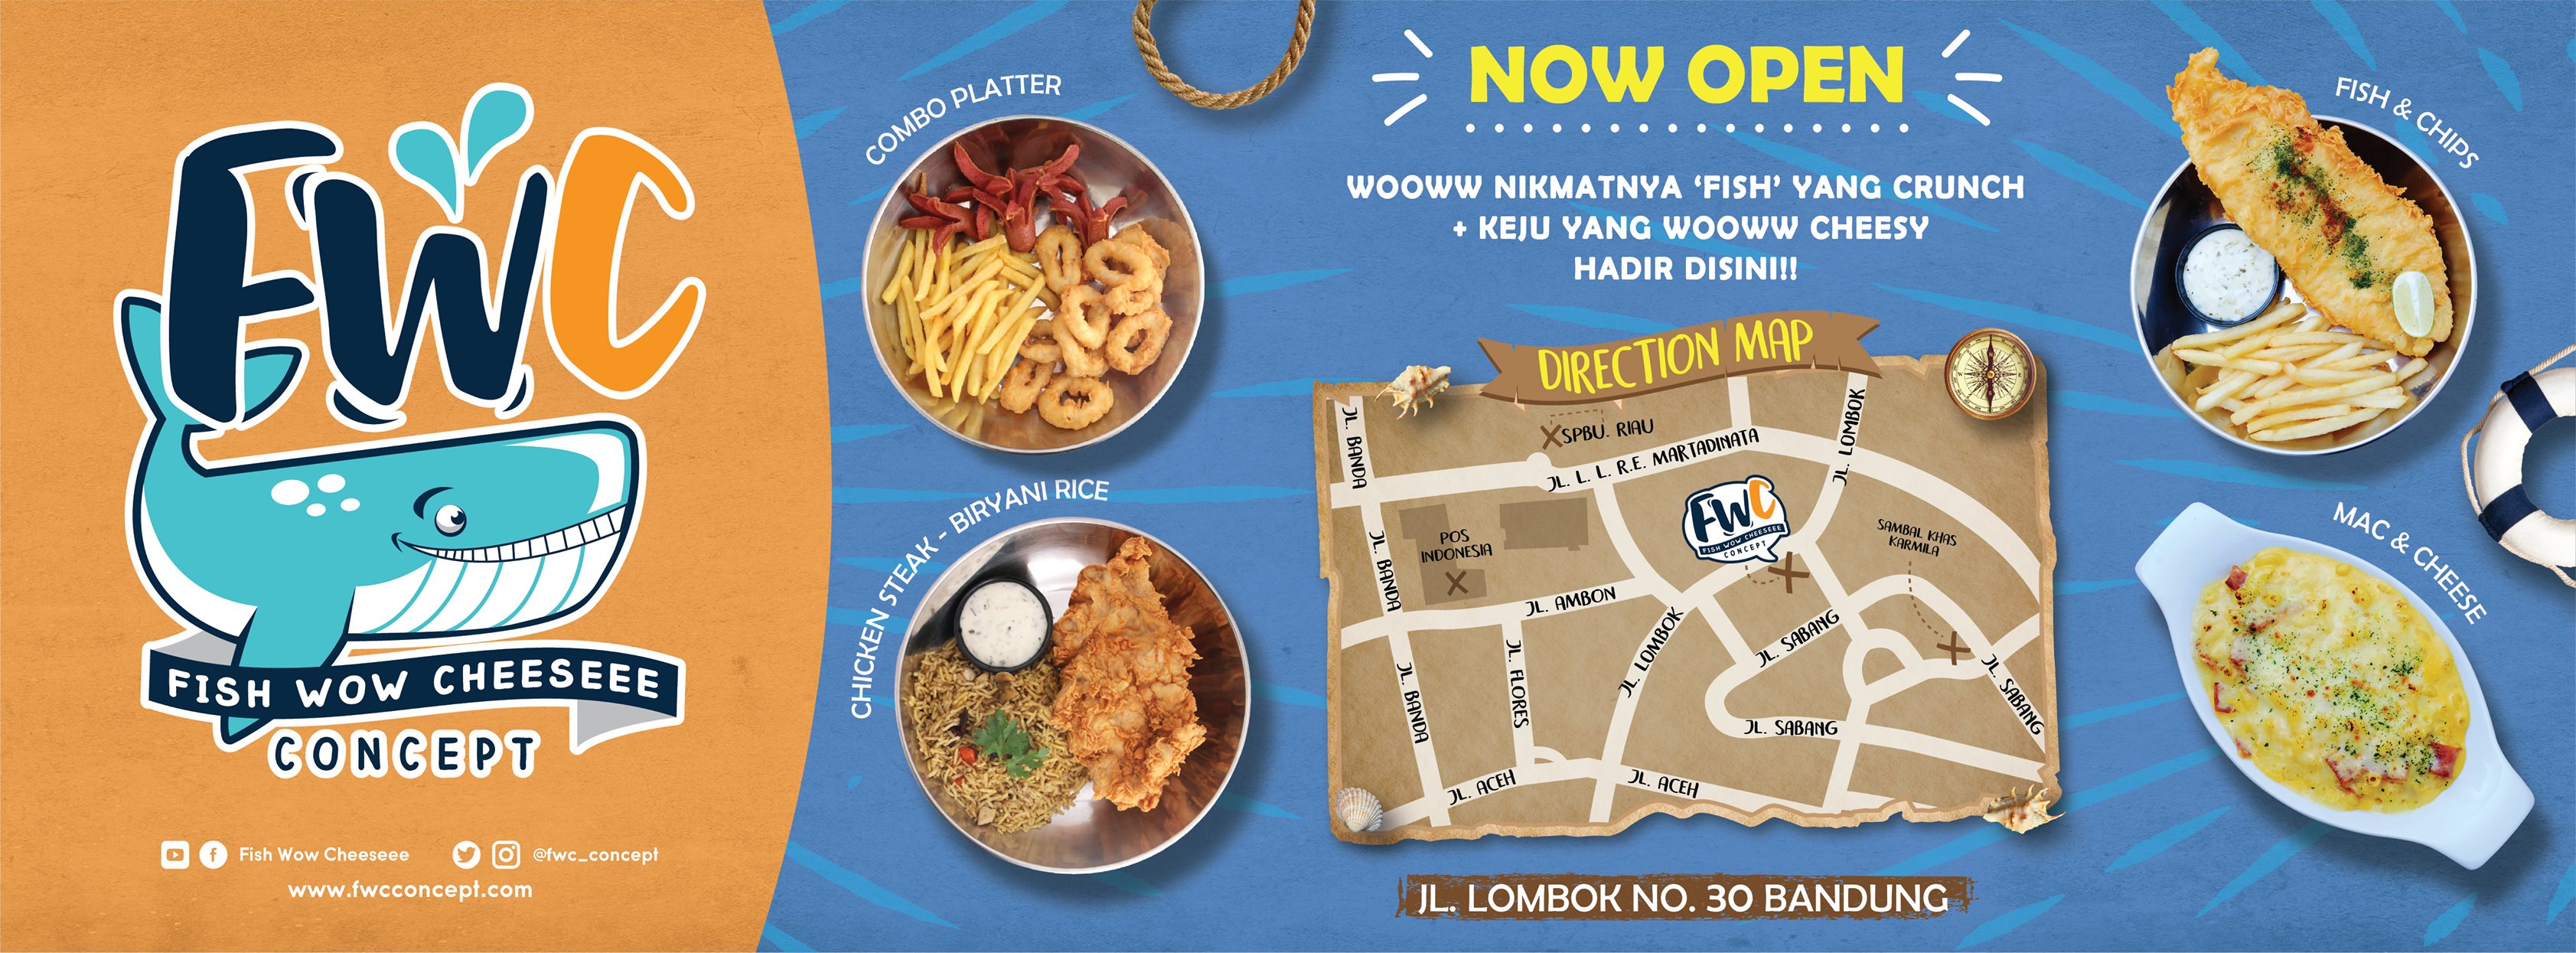 FWC
FISH WOW CHEESEEE
CONCEPT
Fish Wow Cheeseee
@fwc_concept
www.fwcconcept.com
COMBO PLATTER
CHICKEN STEAK - BIRYANI RICE
NOW OPEN
WOOWW NIKMATNYA ‘FISH’ YANG CRUNCH
+ KEJU YANG WOOWW CHEESY
HADIR DISINI!!
DIRECTION MAP
JL. BANDA
SPBU. RIAU
JL. L. L. R.E. MARTADINATA
JL. LOMBOK
FWC
FISH WOW CHEESEEE
CONCEPT
POS
INDONESIA
JL. BANDA
SAMBAL KHAS
KARMILA
JL. AMBON
JL. LOMBOK
JL. SABANG
JL. FLORES
JL. BANDA
JL. SABANG
JL. SABANG
JL. ACEH
JL. ACEH
JL. LOMBOK NO. 30 BANDUNG
FISH & CHIPS
MAC & CHEESE